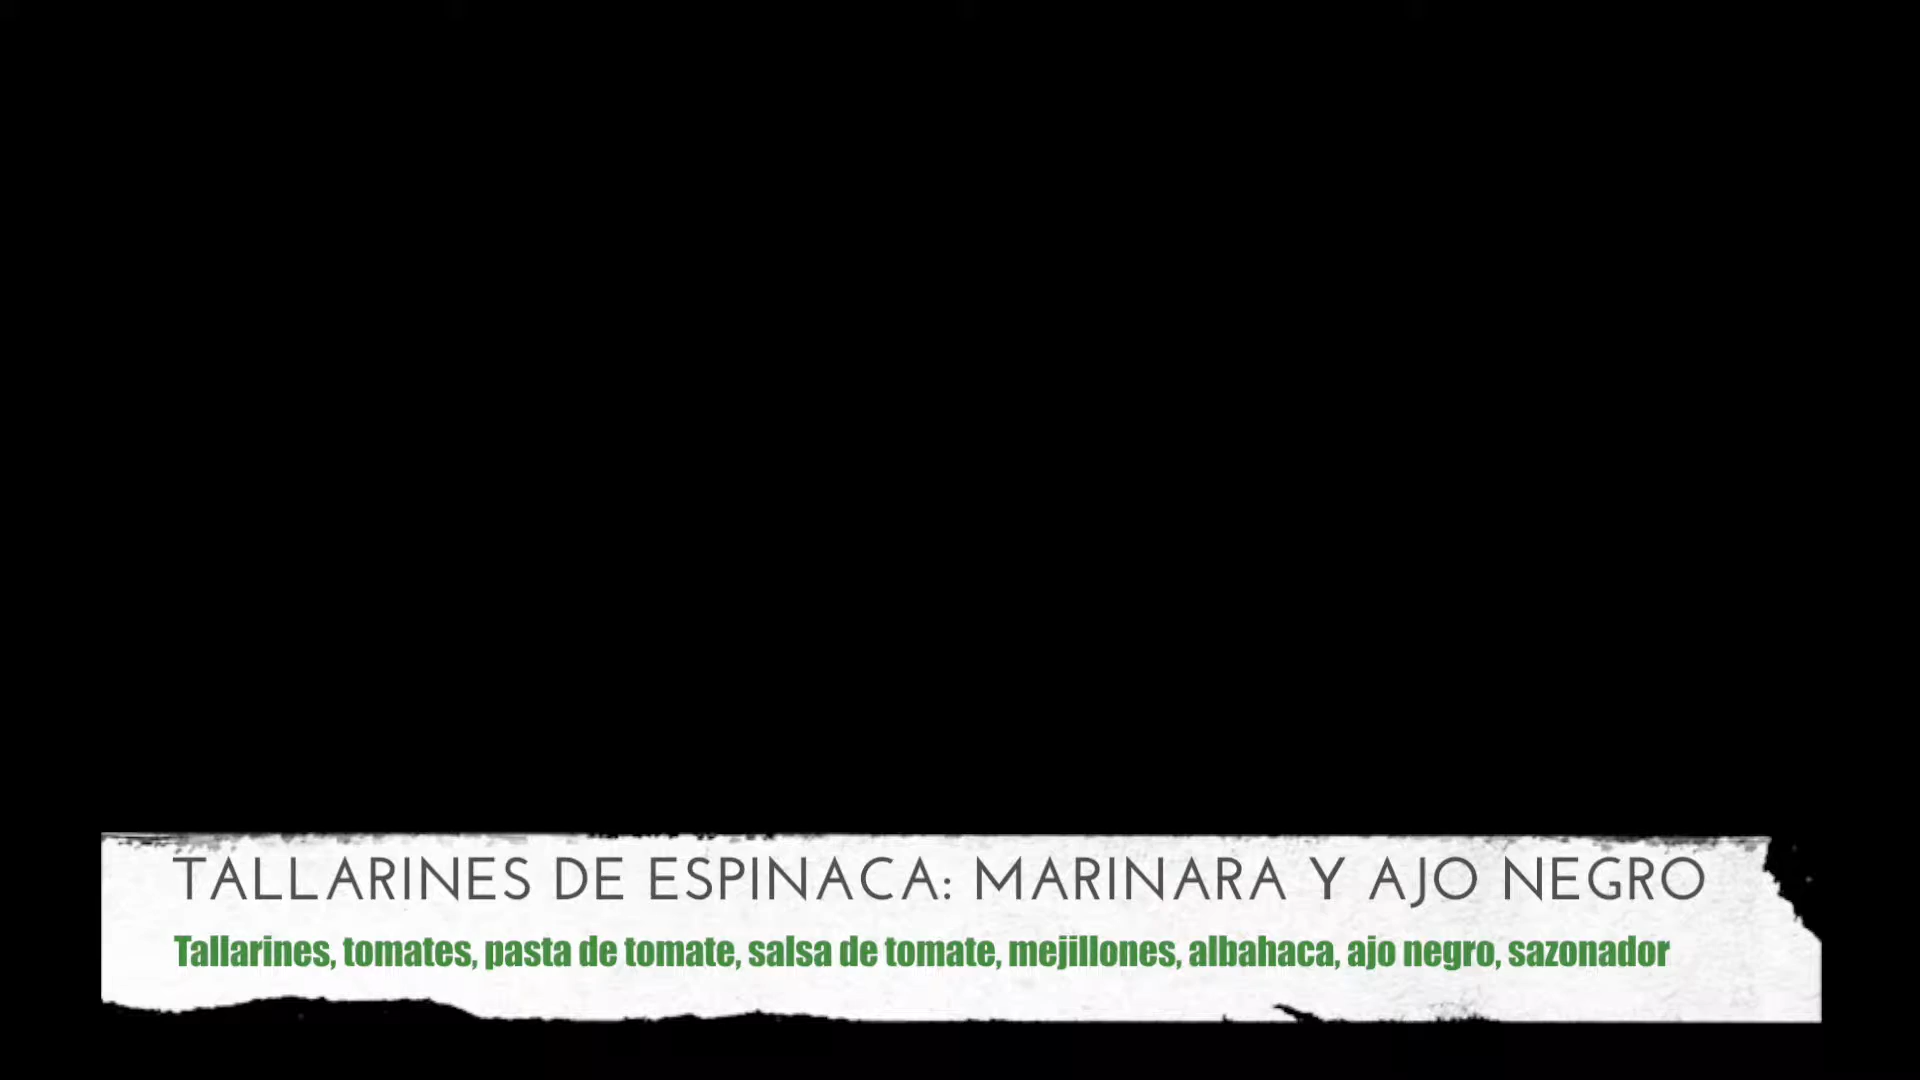 TALLARINES DE ESPINACA: MARINARA Y AJO NEGRO
Tallarines, tomates, pasta de tomate, salsa de tomate, mejillones, albahaca, ajo negro, sazonador